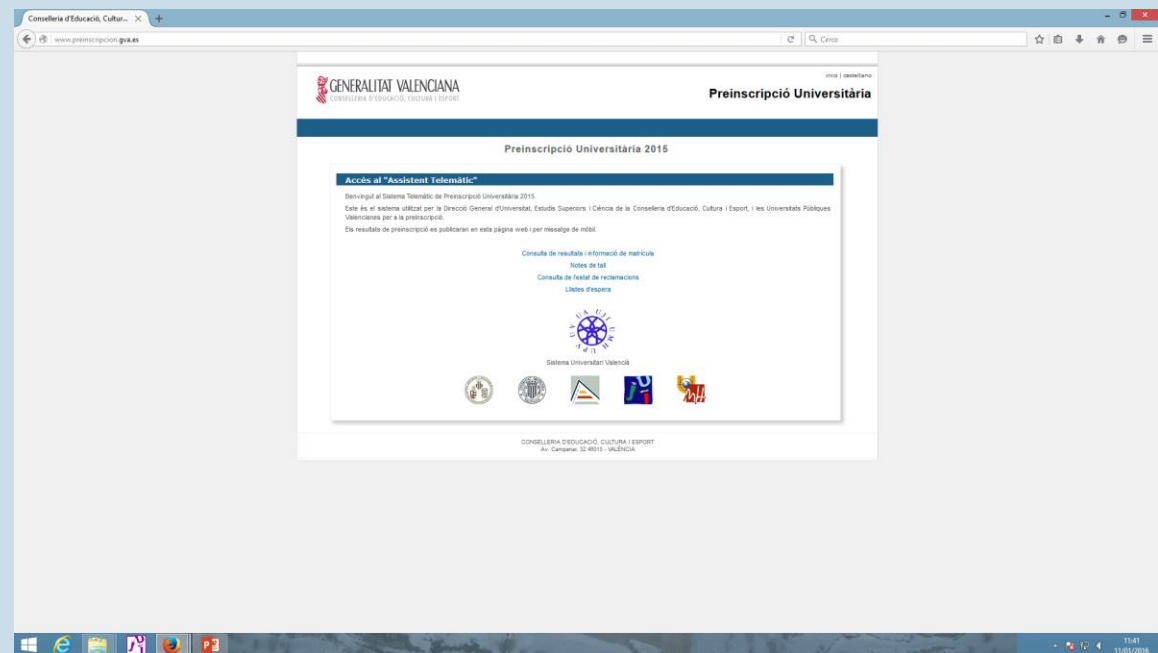 Conselleria d'Educació, Cultur...
www.preinscripcion.gva.es
Cerca
inici | castellano
GENERALITAT VALENCIANA
CONSELLERIA D'EDUCACIÓ, CULTURA I ESPORT
Preinscripció Universitària
Preinscripció Universitària 2015
Accés al "Assistent Telemàtic"
Benvingut al Sistema Telemàtic de Preinscripció Universitària 2015.
Este és el sistema utilitzat per la Direcció General d'Universitat, Estudis Superiors i Ciència de la Conselleria d'Educació, Cultura i Esport, i les Universitats Públiques
Valencianes per a la preinscripció.
Els resultats de preinscripció es publicaran en esta pàgina web i per missatge de mòbil.
Consulta de resultats i informació de matrícula
Notes de tall
Consulta de l'estat de reclamacions
Llistes d'espera
UV UA UJI UMH UPV
Sistema Universitari Valencià
CONSELLERIA D'EDUCACIÓ, CULTURA I ESPORT
Av. Campanar, 32 46015 - VALÈNCIA
11:41
11/01/2016